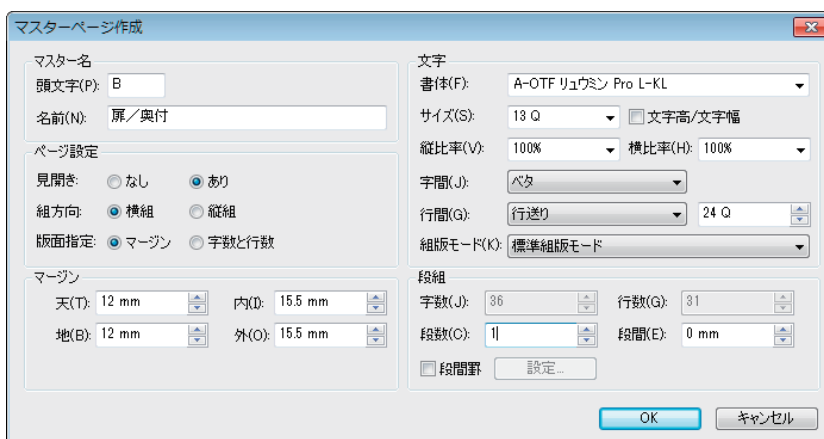 マスターページ作成
マスター名
頭文字(P): B
名前(N): 扉／奥付
ページ設定
見開き: なし あり
組方向: 横組 縦組
版面指定: マージン 字数と行数
マージン
天(T): 12 mm 内(I): 15.5 mm
地(B): 12 mm 外(O): 15.5 mm
文字
書体(F): A-OTF リュウミン Pro L-KL
サイズ(S): 13 Q 文字高/文字幅
縦比率(V): 100% 横比率(H): 100%
字間(J): ベタ
行間(G): 行送り 24 Q
組版モード(K): 標準組版モード
段組
字数(J): 36 行数(G): 31
段数(C): 1 段間(E): 0 mm
段間罫 設定...
OK キャンセル